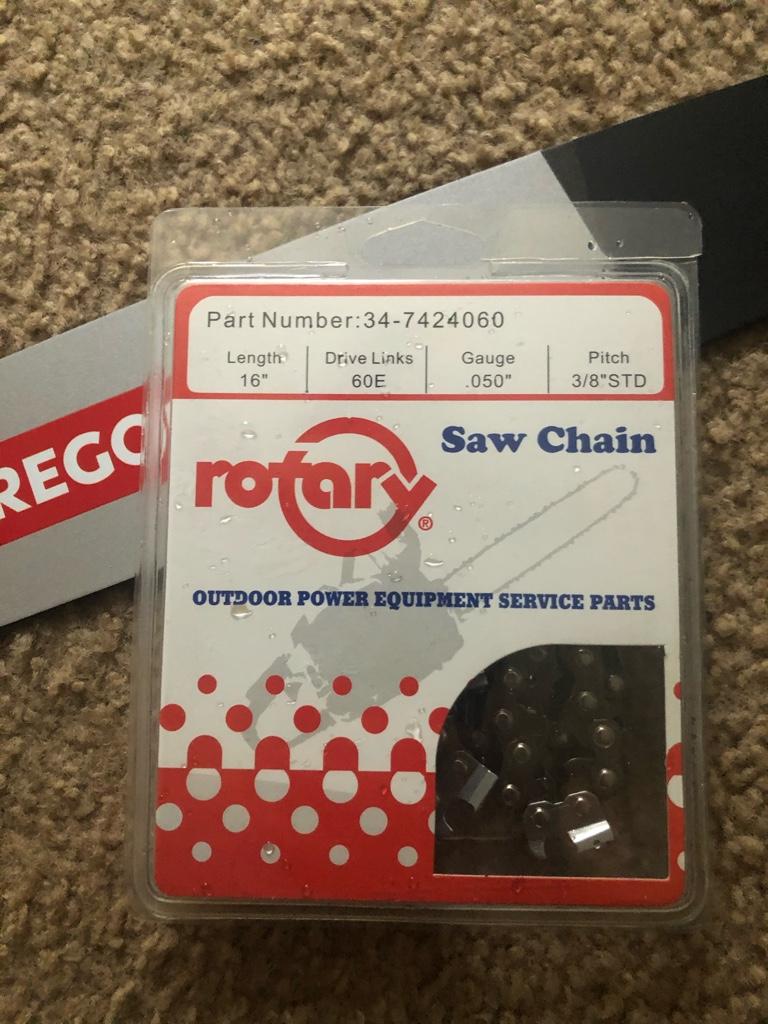 Part Number:34-7424060
Length Drive Links Gauge Pitch
16" 60E .050" 3/8"STD
Saw Chain
rotary®
REGO
OUTDOOR POWER EQUIPMENT SERVICE PARTS